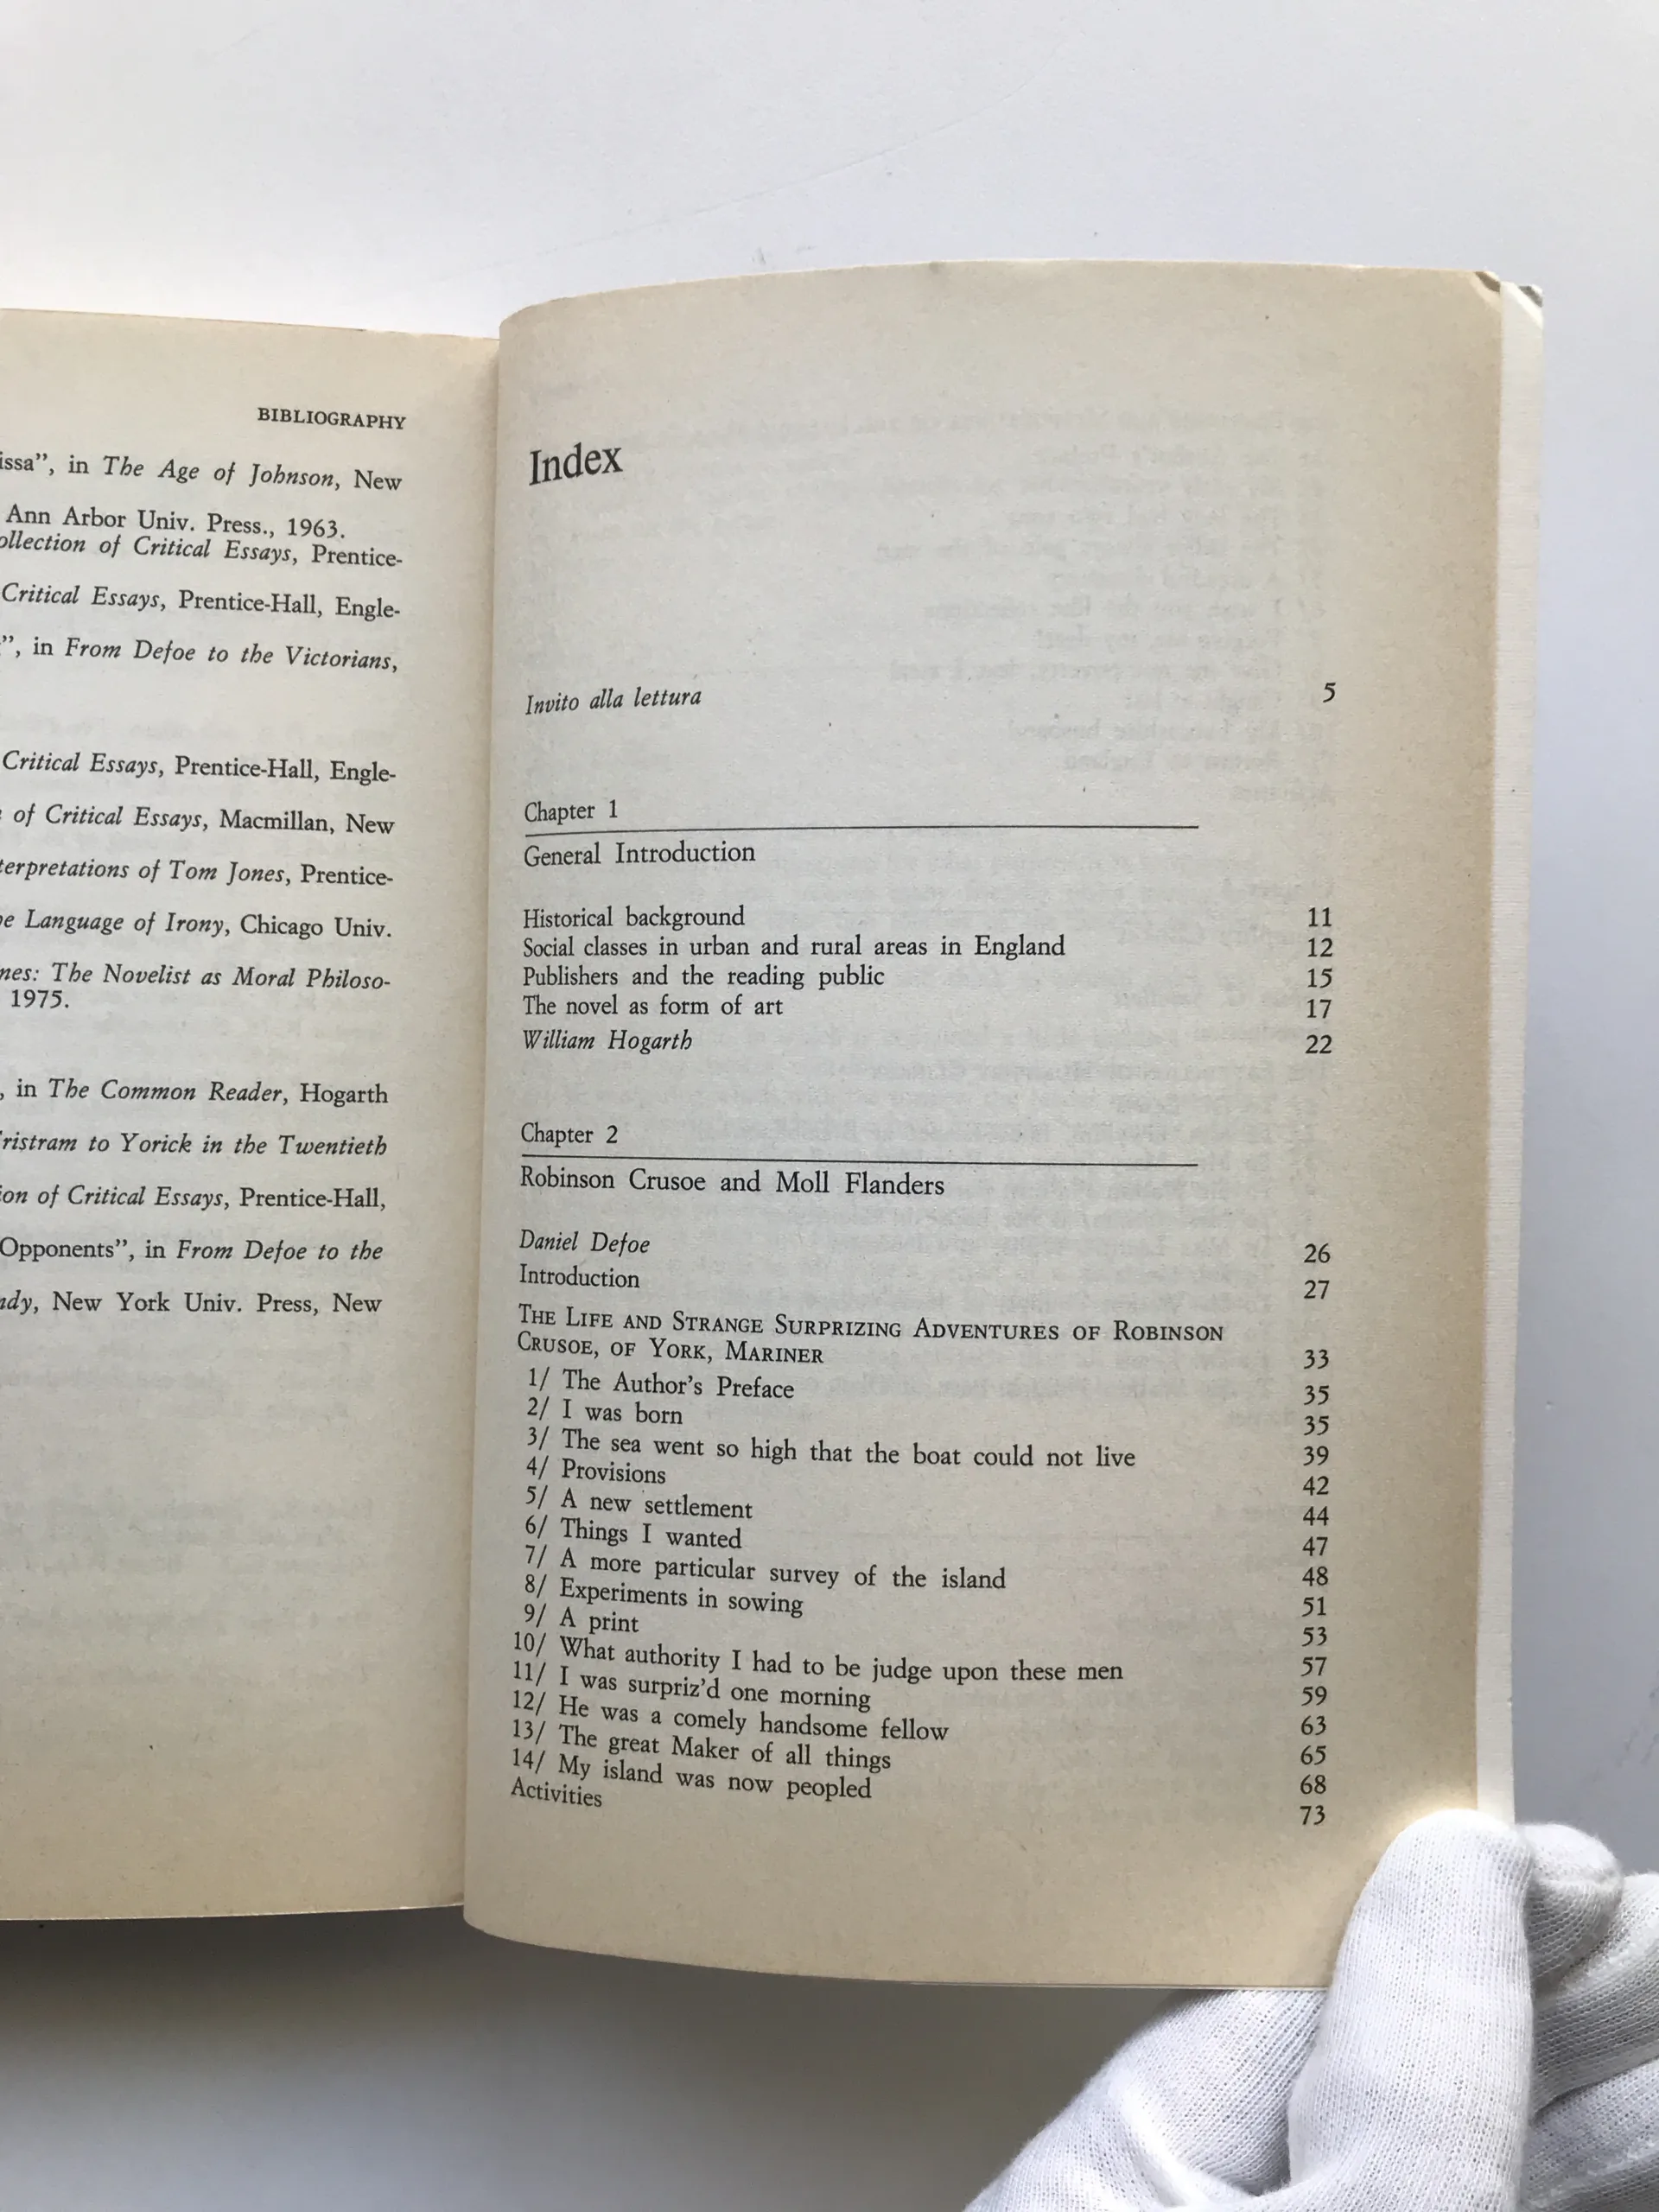 BIBLIOGRAPHY
issa”, in The Age of Johnson, New
Ann Arbor Univ. Press., 1963.
ollection of Critical Essays, Prentice-
Critical Essays, Prentice-Hall, Engle-
”, in From Defoe to the Victorians,
Critical Essays, Prentice-Hall, Engle-
of Critical Essays, Macmillan, New
terpretations of Tom Jones, Prentice-
e Language of Irony, Chicago Univ.
nes: The Novelist as Moral Philoso-
1975.
, in The Common Reader, Hogarth
ristram to Yorick in the Twentieth
ion of Critical Essays, Prentice-Hall,
Opponents”, in From Defoe to the
ndy, New York Univ. Press, New
Index
Invito alla lettura 5
Chapter 1
General Introduction
Historical background 11
Social classes in urban and rural areas in England 12
Publishers and the reading public 15
The novel as form of art 17
William Hogarth 22
Chapter 2
Robinson Crusoe and Moll Flanders
Daniel Defoe 26
Introduction 27
THE LIFE AND STRANGE SURPRIZING ADVENTURES OF ROBINSON
CRUSOE, OF YORK, MARINER 33
1/ The Author’s Preface 35
2/ I was born 35
3/ The sea went so high that the boat could not live 39
4/ Provisions 42
5/ A new settlement 44
6/ Things I wanted 47
7/ A more particular survey of the island 48
8/ Experiments in sowing 51
9/ A print 53
10/ What authority I had to be judge upon these men 57
11/ I was surpriz’d one morning 59
12/ He was a comely handsome fellow 63
13/ The great Maker of all things 65
14/ My island was now peopled 68
Activities 73